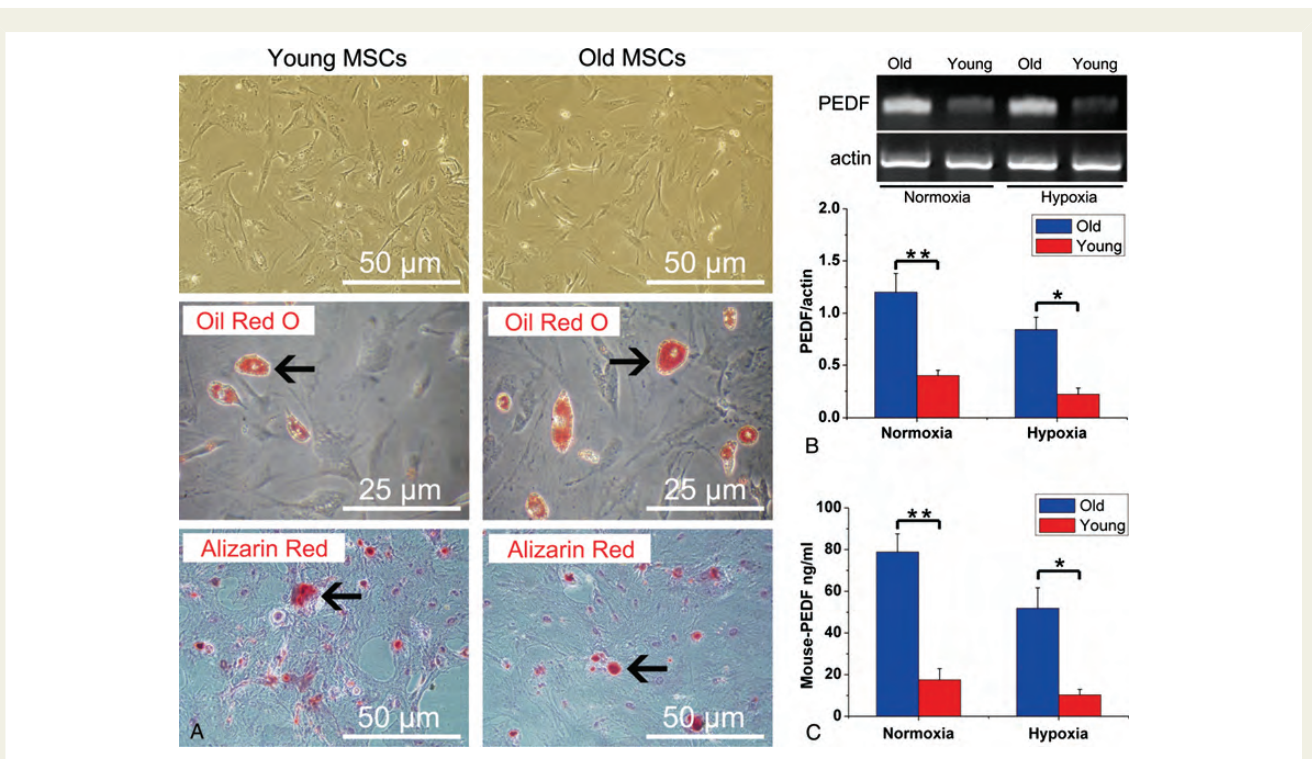 Young MSCs
Old MSCs
50 µm
50 µm
Oil Red O
Oil Red O
25 µm
25 µm
Alizarin Red
Alizarin Red
50 µm
50 µm
A
Old Young Old Young
PEDF
actin
Normoxia Hypoxia
2.0
1.5
1.0
0.5
0.0
PEDF/actin
Old
Young
**
*
Normoxia Hypoxia
B
100
80
60
40
20
0
Mouse-PEDF ng/ml
Old
Young
**
*
Normoxia Hypoxia
C